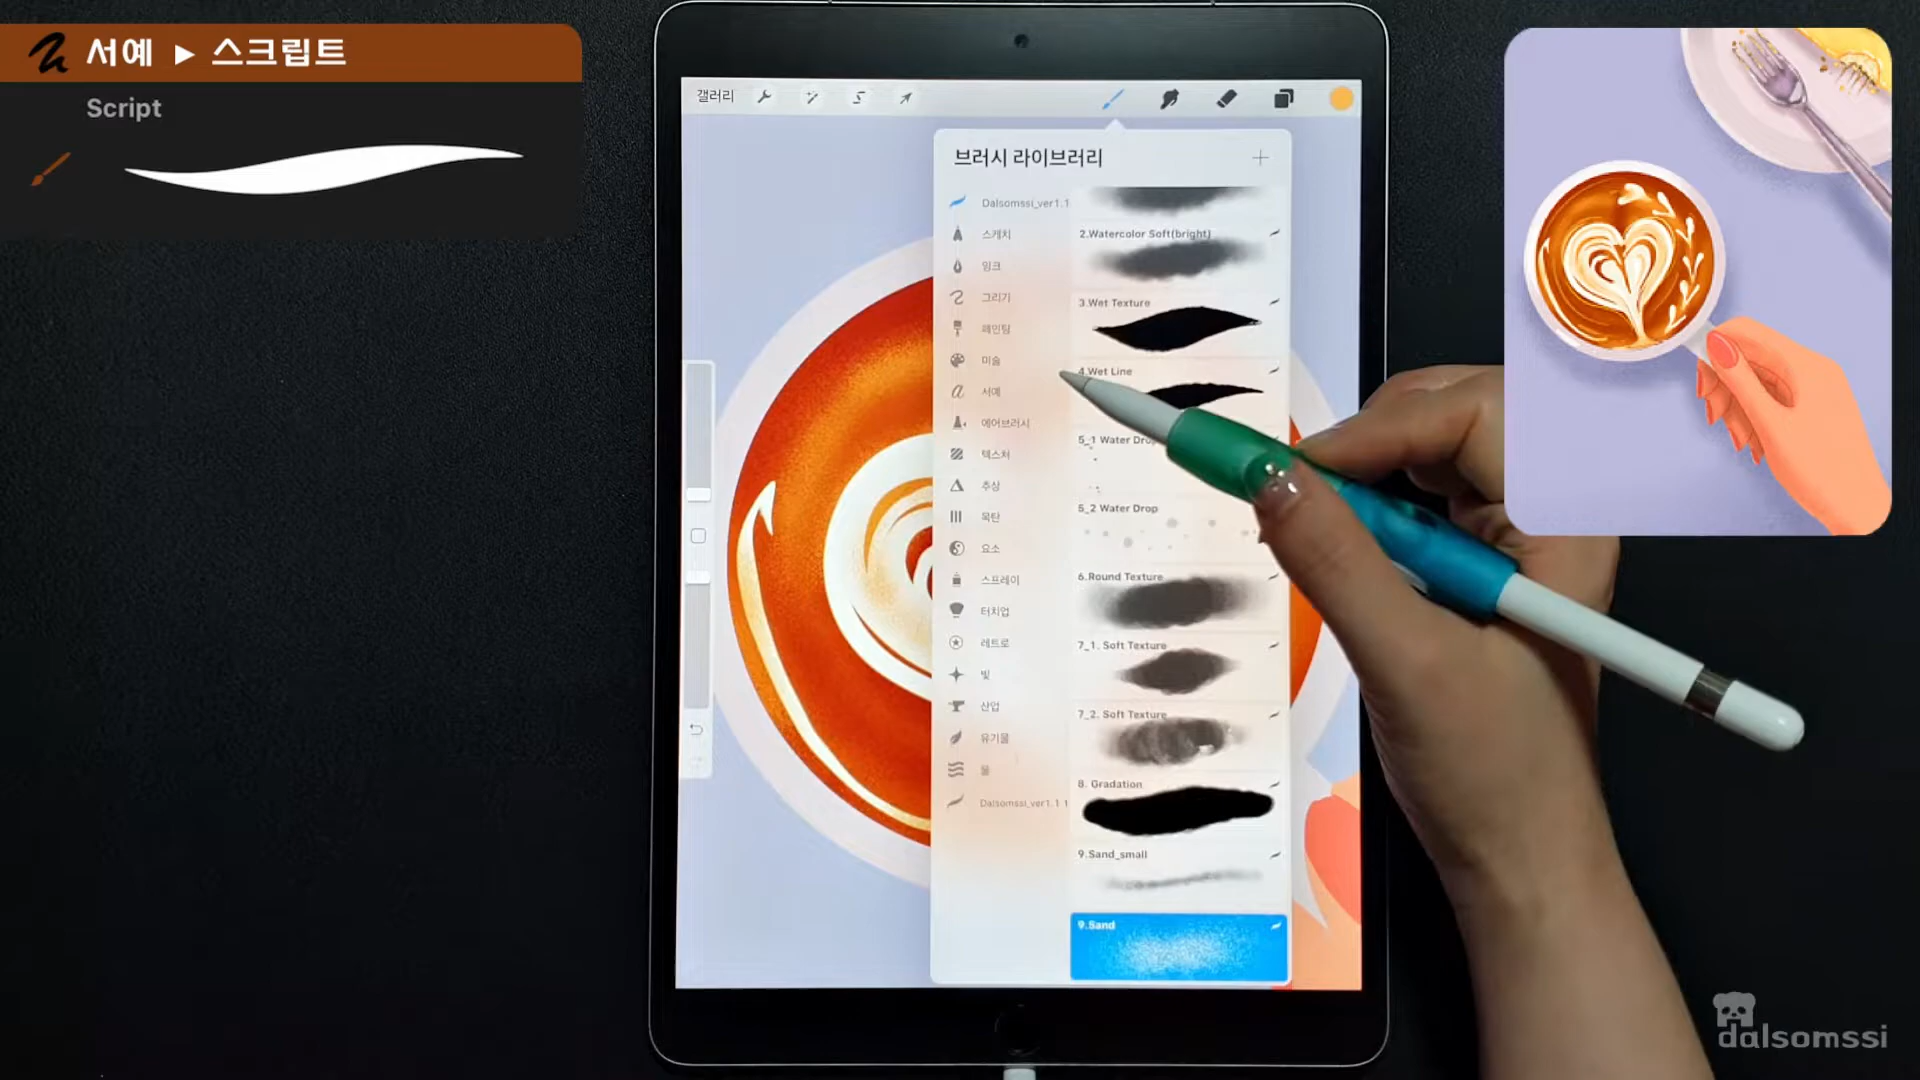 서예 ▶ 스크립트
Script
갤러리
브러시 라이브러리
Dalsomssi_ver1.1
스케치
잉크
그리기
페인팅
미술
서예
에어브러시
텍스처
추상
목탄
요소
스프레이
터치업
레트로
빛
산업
유기물
물
Dalsomssi_ver1.1 1
2.Watercolor Soft(bright)
3.Wet Texture
4.Wet Line
5_1 Water Drop
5_2 Water Drop
6.Round Texture
7_1. Soft Texture
7_2. Soft Texture
8. Gradation
9.Sand_small
9.Sand
dalsomssi